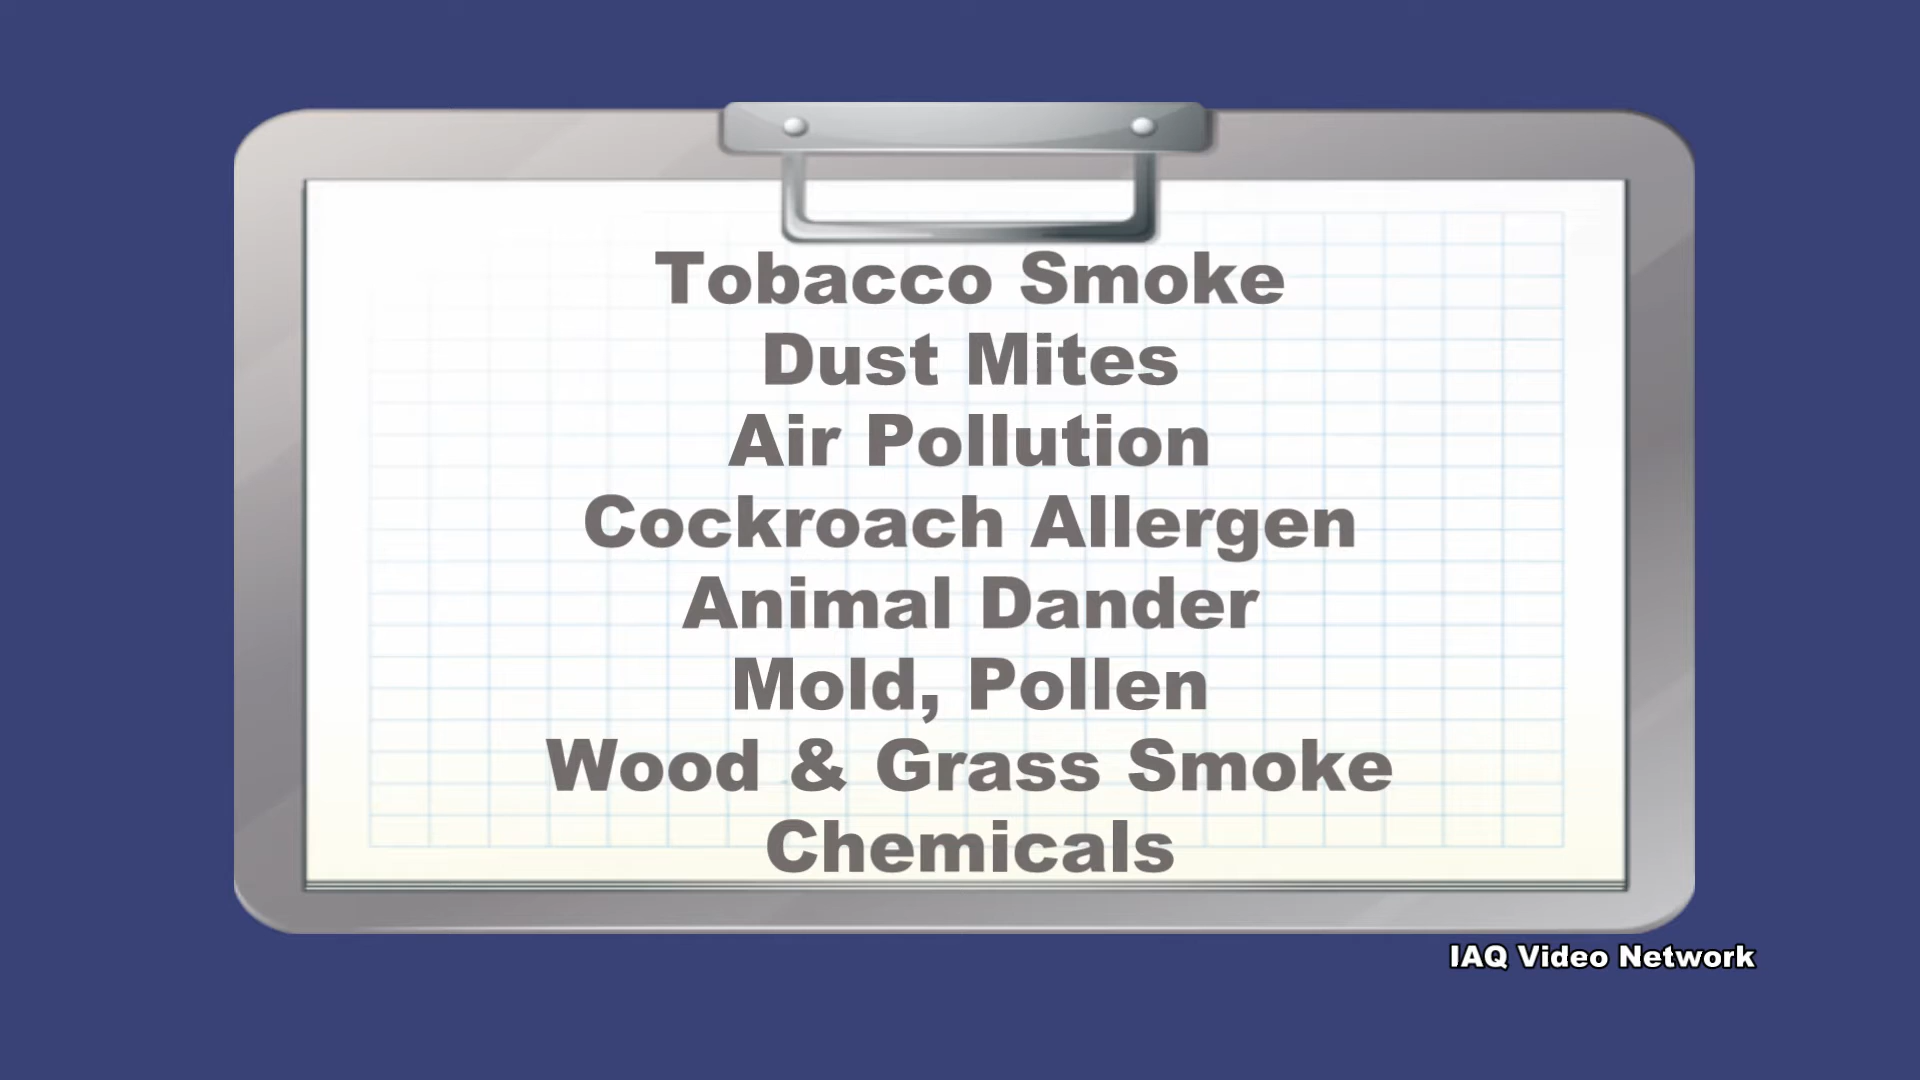 Tobacco Smoke
Dust Mites
Air Pollution
Cockroach Allergen
Animal Dander
Mold, Pollen
Wood & Grass Smoke
Chemicals
IAQ Video Network